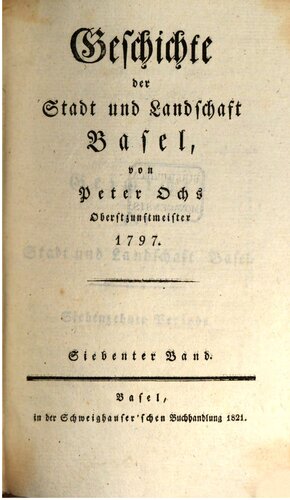 Geschichte
der
Stadt und Landschaft
Basel,
von
Peter Ochs
Oberstzunftmeister
1797.
Siebenter Band.
Basel,
in der Schweighauser'schen Buchhandlung 1821.